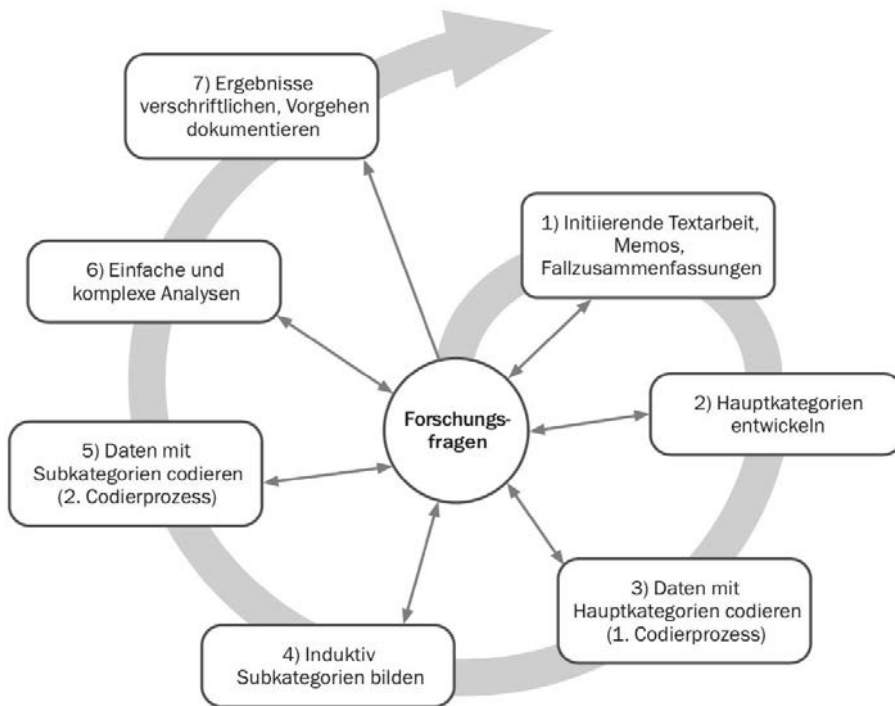 1) Initiierende Textarbeit,
Memos,
Fallzusammenfassungen
2) Hauptkategorien
entwickeln
3) Daten mit
Hauptkategorien codieren
(1. Codierprozess)
4) Induktiv
Subkategorien bilden
5) Daten mit
Subkategorien codieren
(2. Codierprozess)
6) Einfache und
komplexe Analysen
7) Ergebnisse
verschriftlichen, Vorgehen
dokumentieren
Forschungs-
fragen